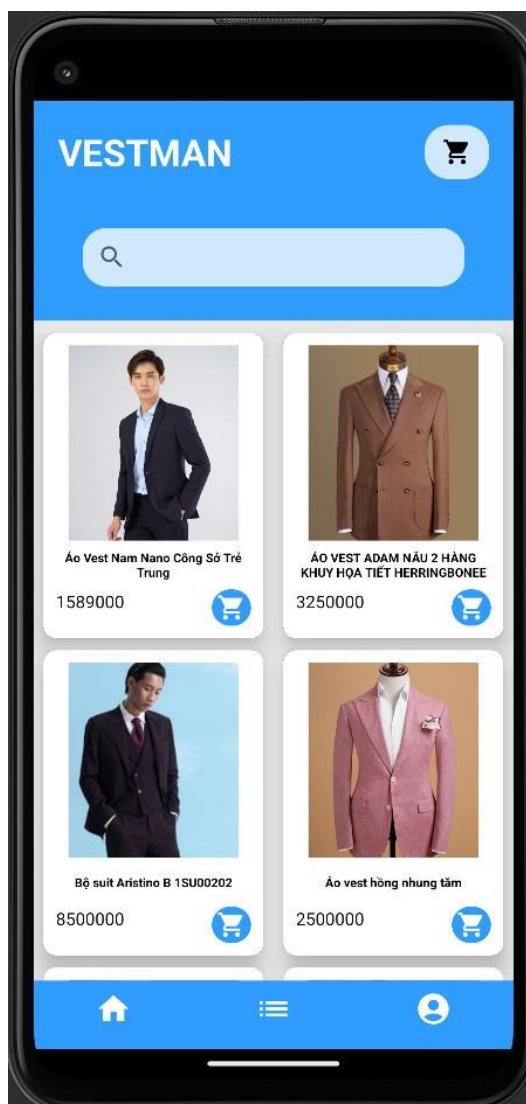 VESTMAN
Áo Vest Nam Nano Công Sở Trẻ
Trung
1589000
ÁO VEST ADAM NÂU 2 HÀNG
KHUY HỌA TIẾT HERRINGBONEE
3250000
Bộ suit Aristino B 1SU00202
8500000
Áo vest hồng nhung tăm
2500000